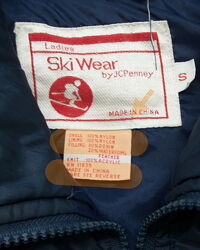 Ladies
Ski Wear
by JCPenney
S
MADE IN CHINA
SHELL 100% NYLON
LINING 100% NYLON
FILLING 80% DOWN
20% WATERFOWL
FEATHER
KNIT 100% ACRYLIC
MADE IN CHINA
CARE SEE REVERSE